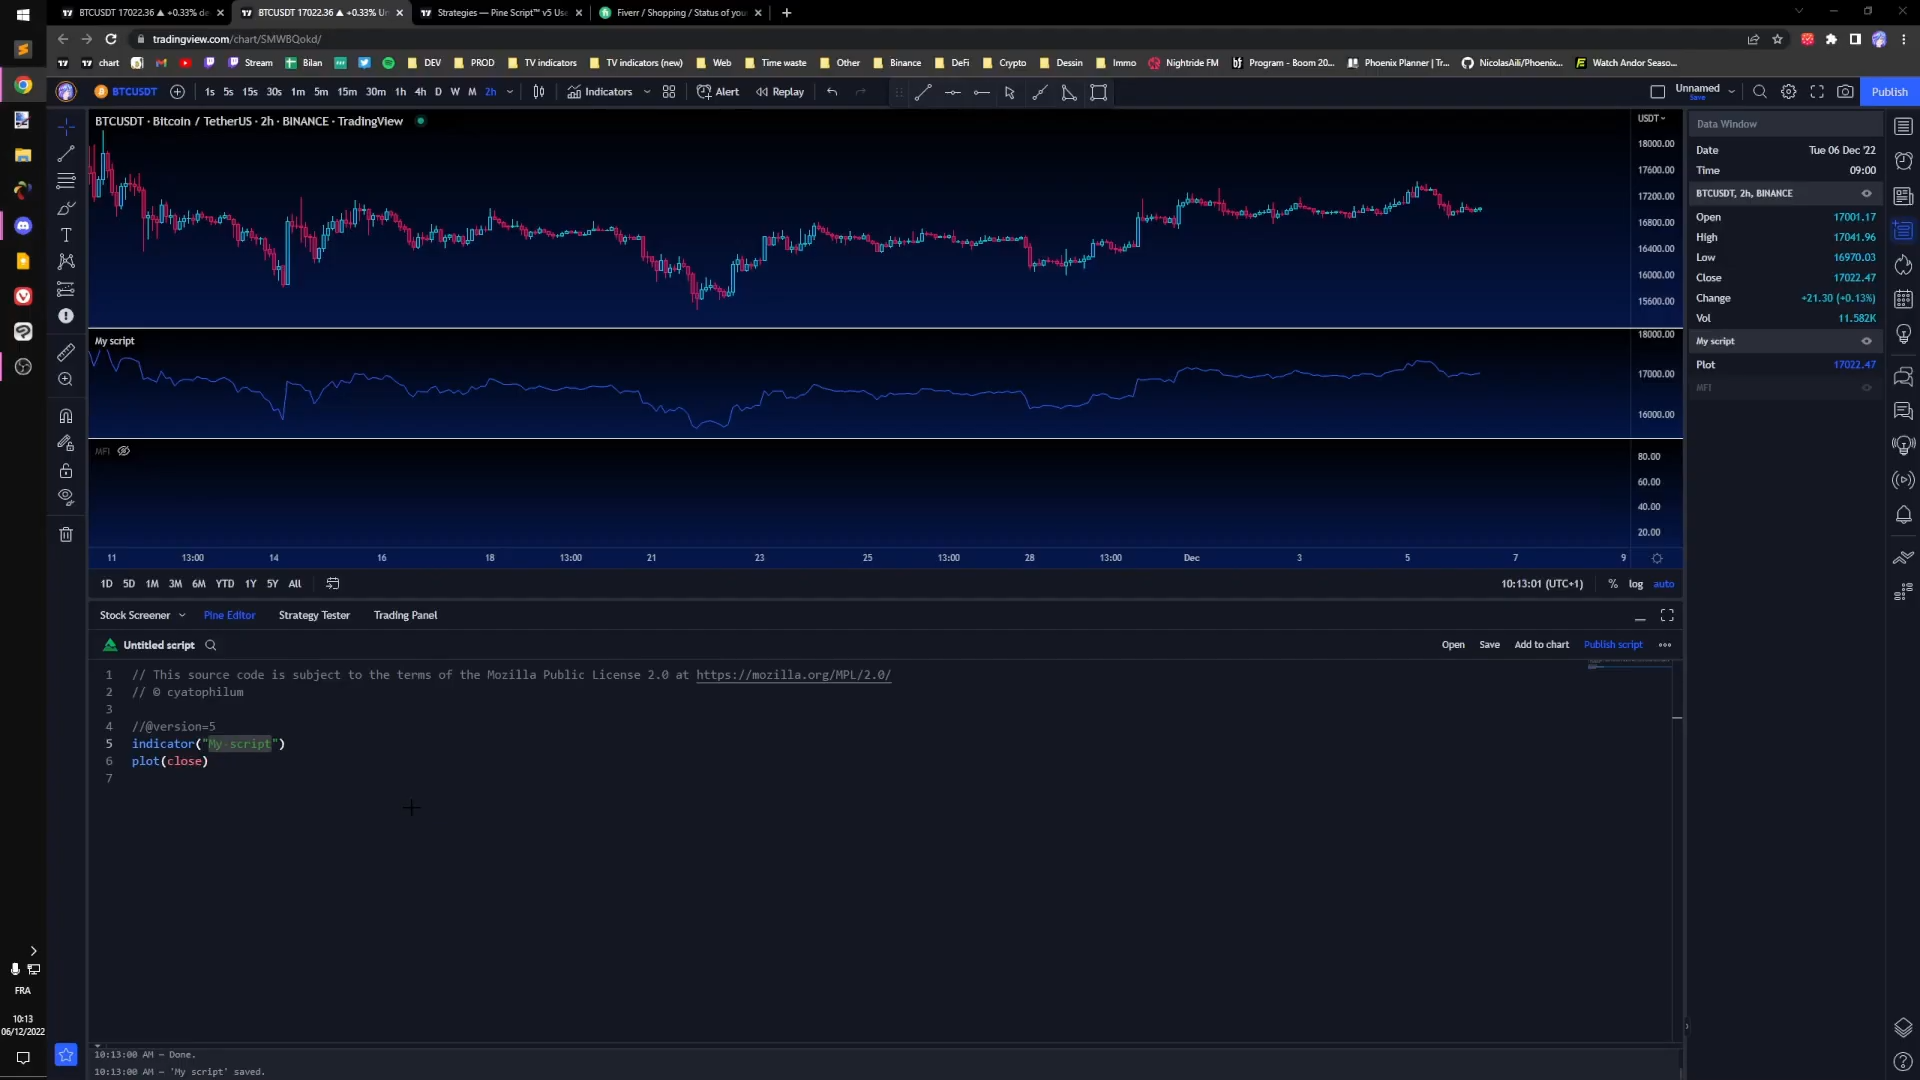 BTCUSDT 17022.36 ▲ +0.33% de
BTCUSDT 17022.36 ▲ +0.33% Un
Strategies — Pine Script™ v5 Use
Fiverr / Shopping / Status of you
tradingview.com/chart/SMWBQokd/
chart
Stream
Bilan
DEV
PROD
TV indicators
TV indicators (new)
Web
Time waste
Other
Binance
DeFi
Crypto
Dessin
Immo
Nightride FM
Program - Boom 20...
Phoenix Planner | Tr...
NicolasAili/Phoenix...
Watch Andor Seaso...
BTCUSDT
1s 5s 15s 30s 1m 5m 15m 30m 1h 4h D W M 2h
Indicators
Alert
Replay
Unnamed
Save
Publish
BTCUSDT · Bitcoin / TetherUS · 2h · BINANCE · TradingView
USDT
18000.00
17600.00
17200.00
16800.00
16400.00
16000.00
15600.00
My script
18000.00
17000.00
16000.00
MFI
80.00
60.00
40.00
20.00
11 13:00 14 16 18 13:00 21 23 25 13:00 28 13:00 Dec 3 5 7 9
1D 5D 1M 3M 6M YTD 1Y 5Y All
10:13:01 (UTC+1) % log auto
Data Window
Date Tue 06 Dec '22
Time 09:00
BTCUSDT, 2h, BINANCE
Open 17001.17
High 17041.96
Low 16970.03
Close 17022.47
Change +21.30 (+0.13%)
Vol 11.582K
My script
Plot 17022.47
MFI
Stock Screener Pine Editor Strategy Tester Trading Panel
Untitled script
Open Save Add to chart Publish script
1 // This source code is subject to the terms of the Mozilla Public License 2.0 at https://mozilla.org/MPL/2.0/
2 // © cyatophilum
3
4 //@version=5
5 indicator("My script")
6 plot(close)
7
10:13:00 AM — Done.
10:13:00 AM — 'My script' saved.
FRA
10:13
06/12/2022